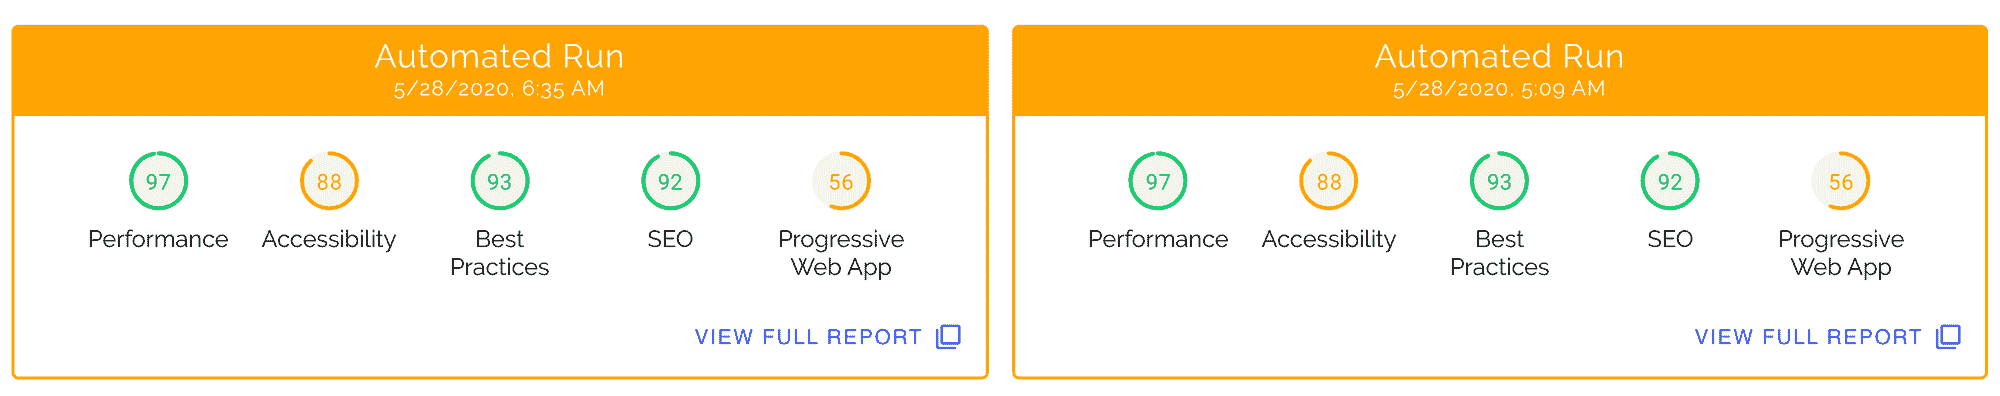 Automated Run
5/28/2020, 6:35 AM
97
88
93
92
56
Performance
Accessibility
Best
Practices
SEO
Progressive
Web App
VIEW FULL REPORT
Automated Run
5/28/2020, 5:09 AM
97
88
93
92
56
Performance
Accessibility
Best
Practices
SEO
Progressive
Web App
VIEW FULL REPORT